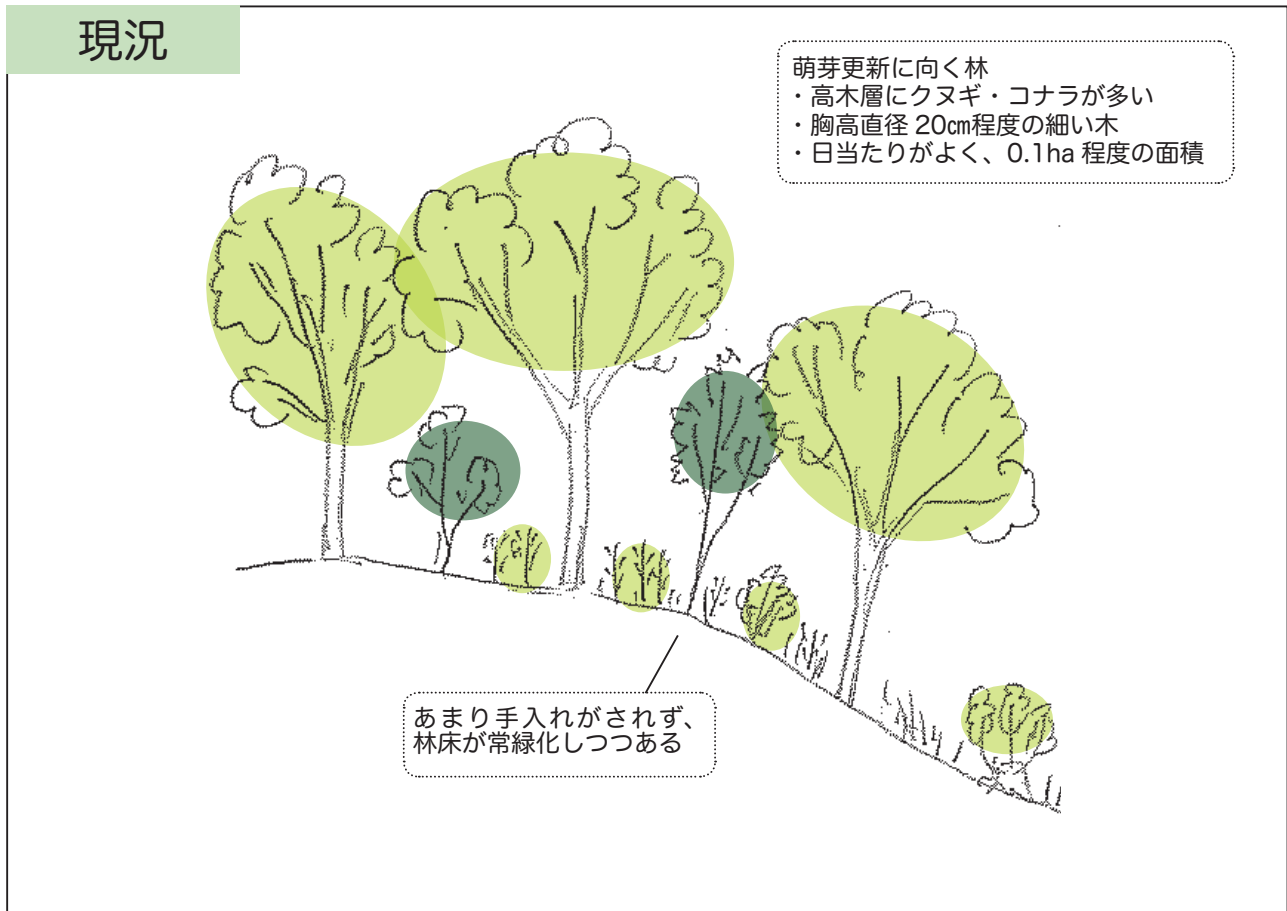 現況
萌芽更新に向く林
・高木層にクヌギ・コナラが多い
・胸高直径 20㎝程度の細い木
・日当たりがよく、0.1ha 程度の面積
あまり手入れがされず、
林床が常緑化しつつある